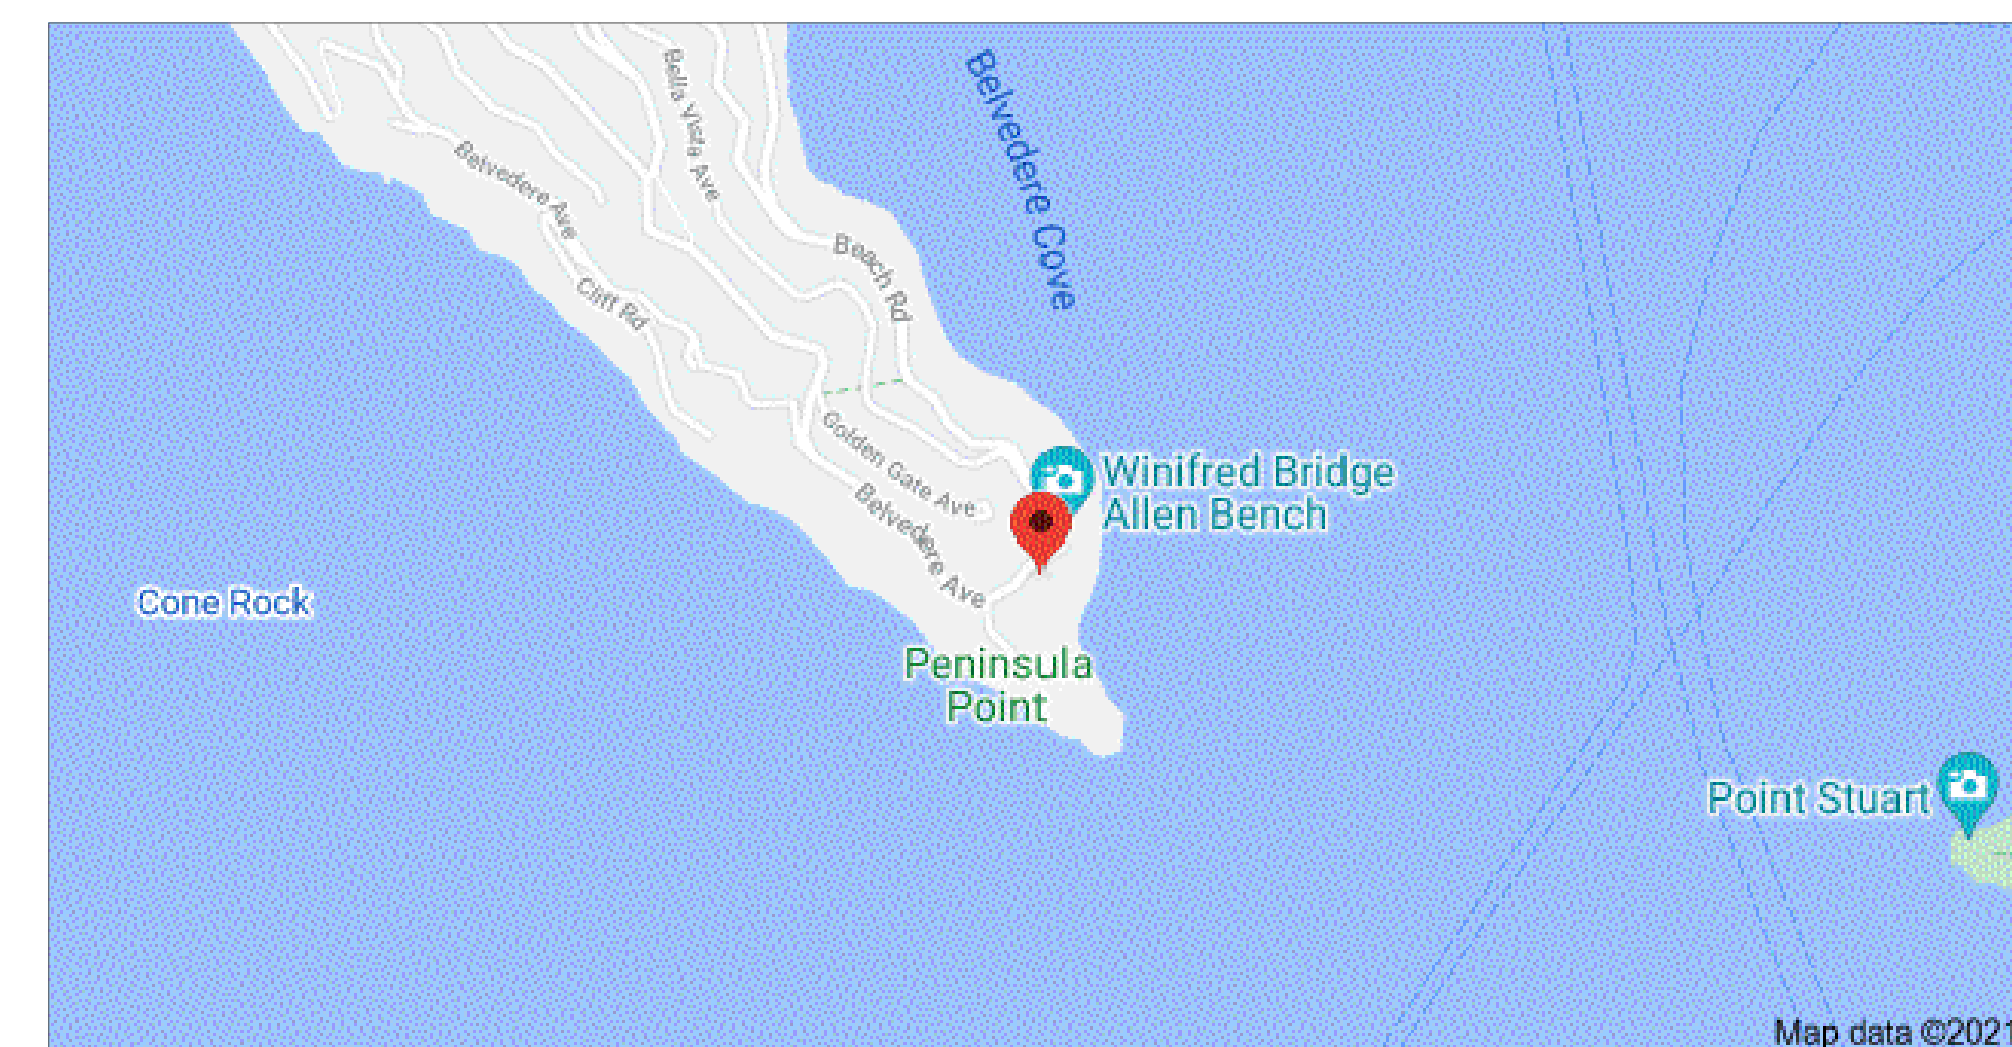 Belvedere Cove
Bella Vista Ave
Belvedere Ave
Beach Rd
Cliff Rd
Golden Gate Ave
Winifred Bridge
Allen Bench
Belvedere Ave
Cone Rock
Peninsula
Point
Point Stuart
Map data ©2021